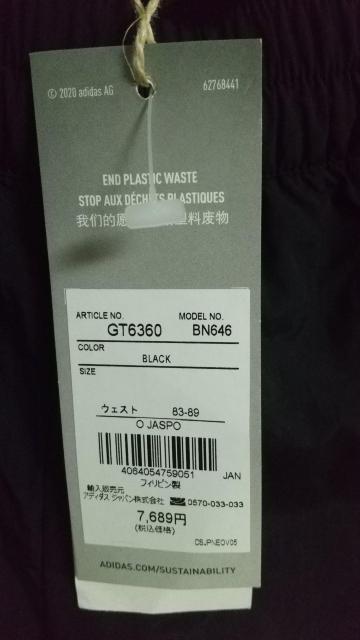 © 2020 adidas AG 62768441
END PLASTIC WASTE
STOP AUX DÉCHETS PLASTIQUES
我们的 塑料废物
ARTICLE NO. MODEL NO.
GT6360 BN646
COLOR
BLACK
SIZE
ウェスト 83-89
O JASPO
4064054759051 JAN
フィリピン製
輸入販売元
アディダス ジャパン株式会社 0570-033-033
7,689円
(税込価格)
CSJPNEOV05
ADIDAS.COM/SUSTAINABILITY